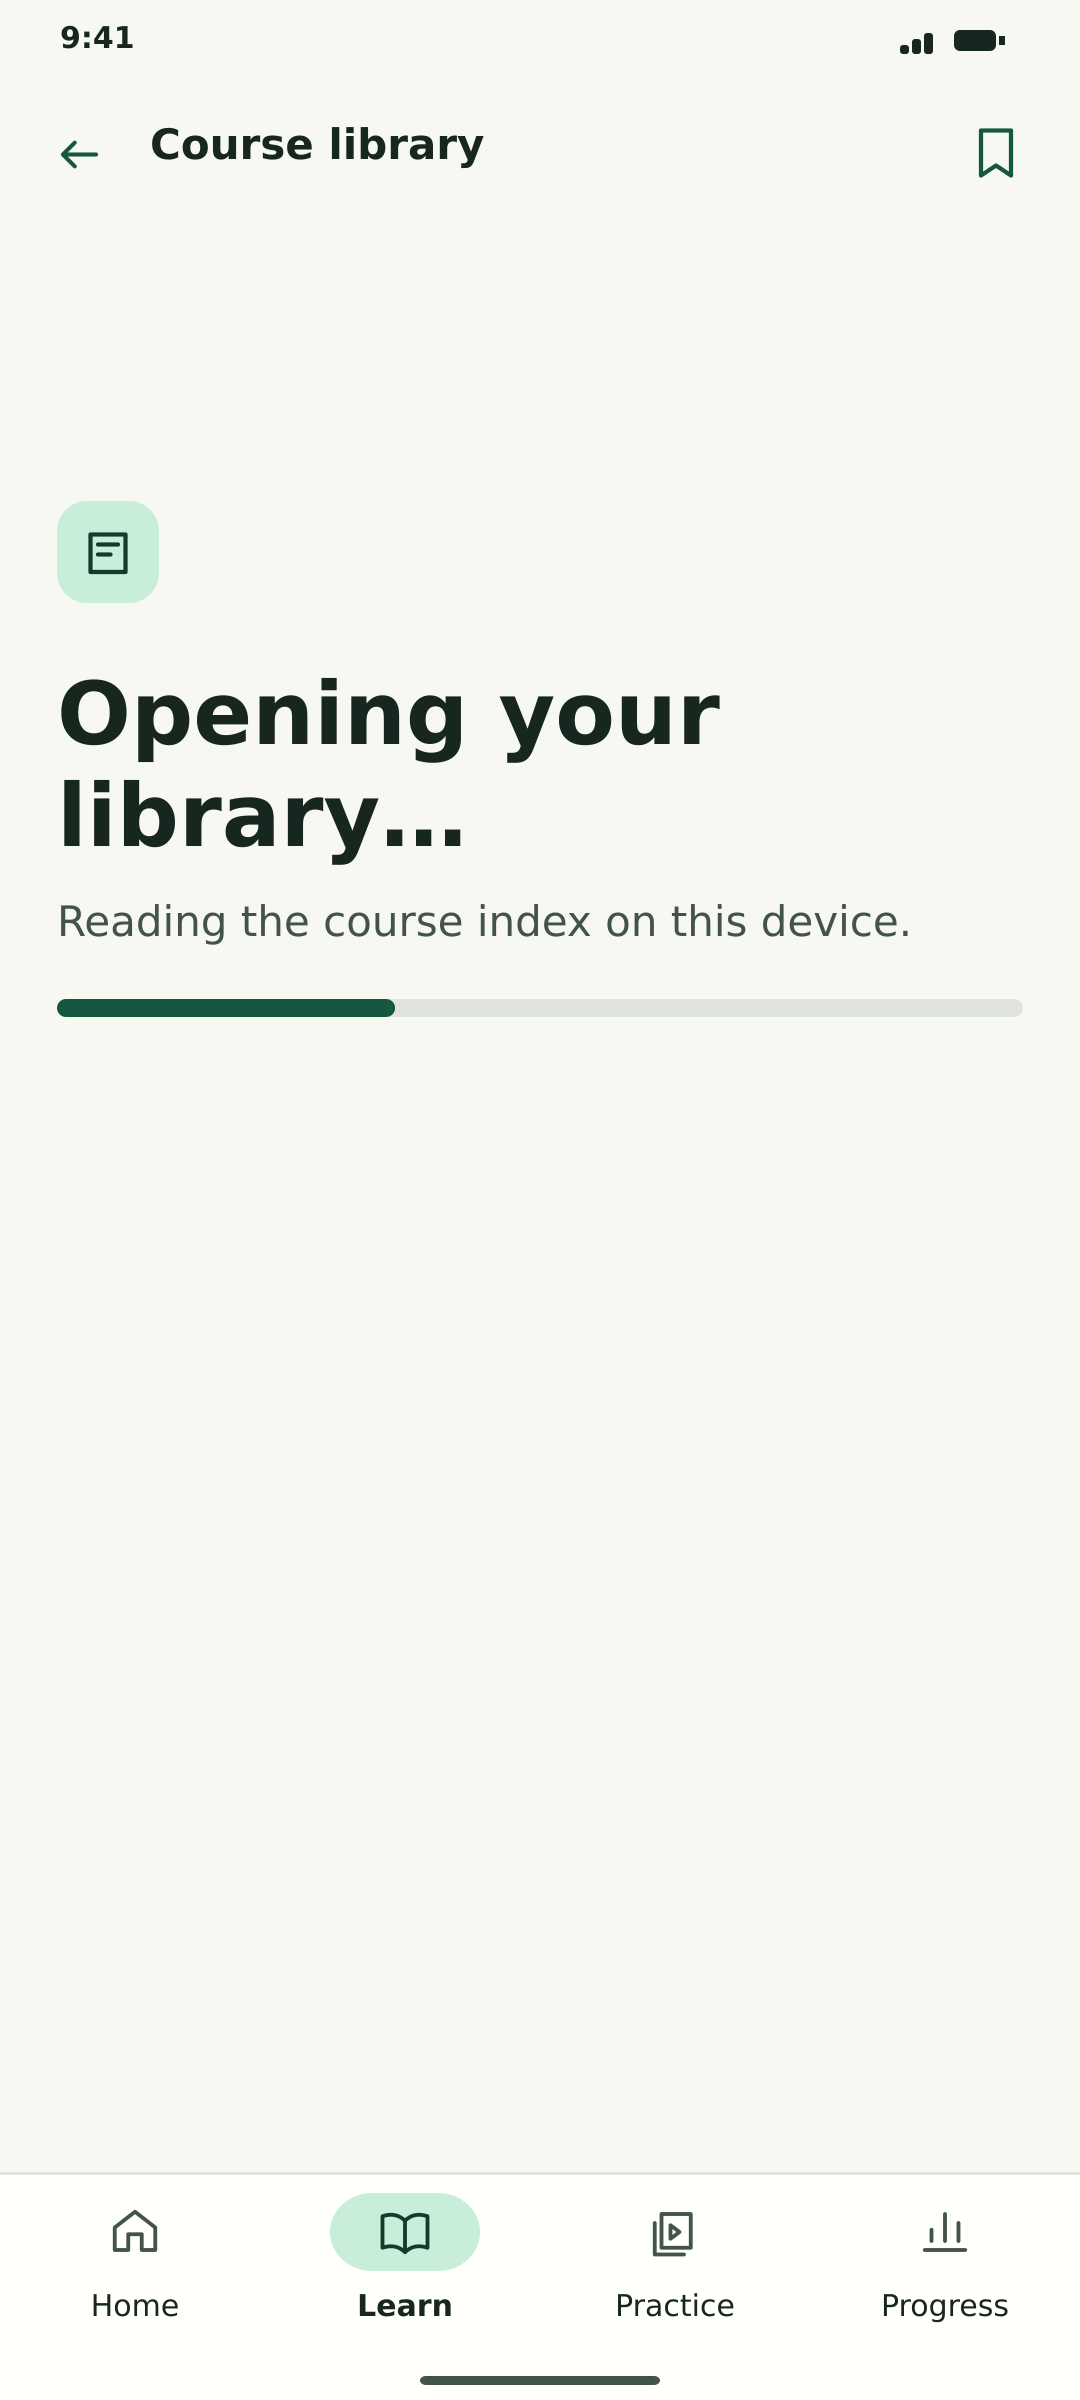 9:41
Course library
Opening your
library…
Reading the course index on this device.
Home
Learn
Practice
Progress